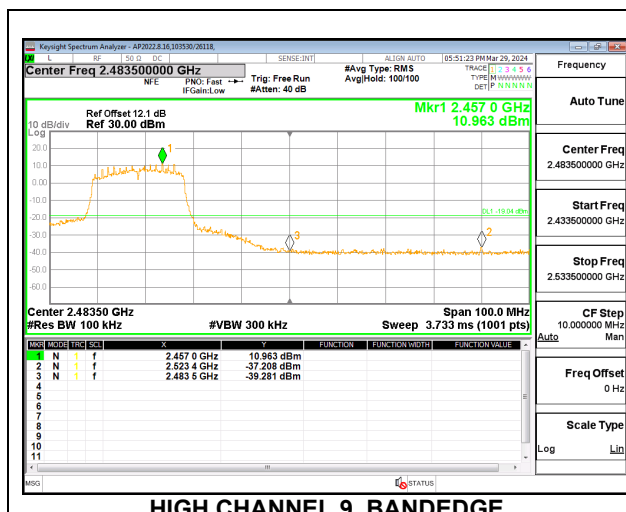 Keysight Spectrum Analyzer - AP2022.8.16,103530/26118,
L RF 50 Ω DC SENSE:INT ALIGN AUTO 05:51:23 PM Mar 29, 2024
Center Freq 2.483500000 GHz #Avg Type: RMS TRACE 1 2 3 4 5 6
NFE PNO: Fast Trig: Free Run Avg|Hold: 100/100 TYPE M WWWWW
IFGain:Low #Atten: 40 dB DET P N N N N N
Mkr1 2.457 0 GHz
Ref Offset 12.1 dB
10 dB/div Ref 30.00 dBm 10.963 dBm
Log
20.0
10.0
0.00
-10.0
-20.0
-30.0
-40.0
-50.0
-60.0
1
2
3
DL1 -19.04 dBm
Center 2.48350 GHz Span 100.0 MHz
#Res BW 100 kHz #VBW 300 kHz Sweep 3.733 ms (1001 pts)
MKR MODE TRC SCL X Y FUNCTION FUNCTION WIDTH FUNCTION VALUE
1 N 1 f 2.457 0 GHz 10.963 dBm
2 N 1 f 2.523 4 GHz -37.208 dBm
3 N 1 f 2.483 5 GHz -39.281 dBm
4
5
6
7
8
9
10
11
MSG STATUS
Frequency
Auto Tune
Center Freq
2.483500000 GHz
Start Freq
2.433500000 GHz
Stop Freq
2.533500000 GHz
CF Step
10.000000 MHz
Auto Man
Freq Offset
0 Hz
Scale Type
Log Lin
HIGH CHANNEL 9, BANDEDGE